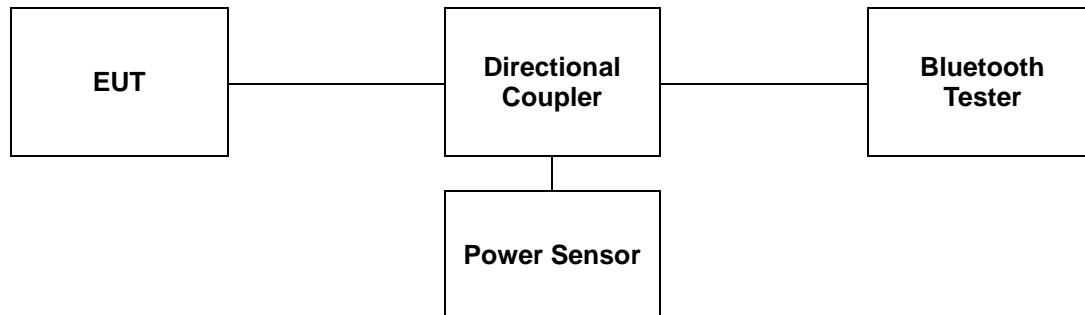 EUT
Directional
Coupler
Bluetooth
Tester
Power Sensor